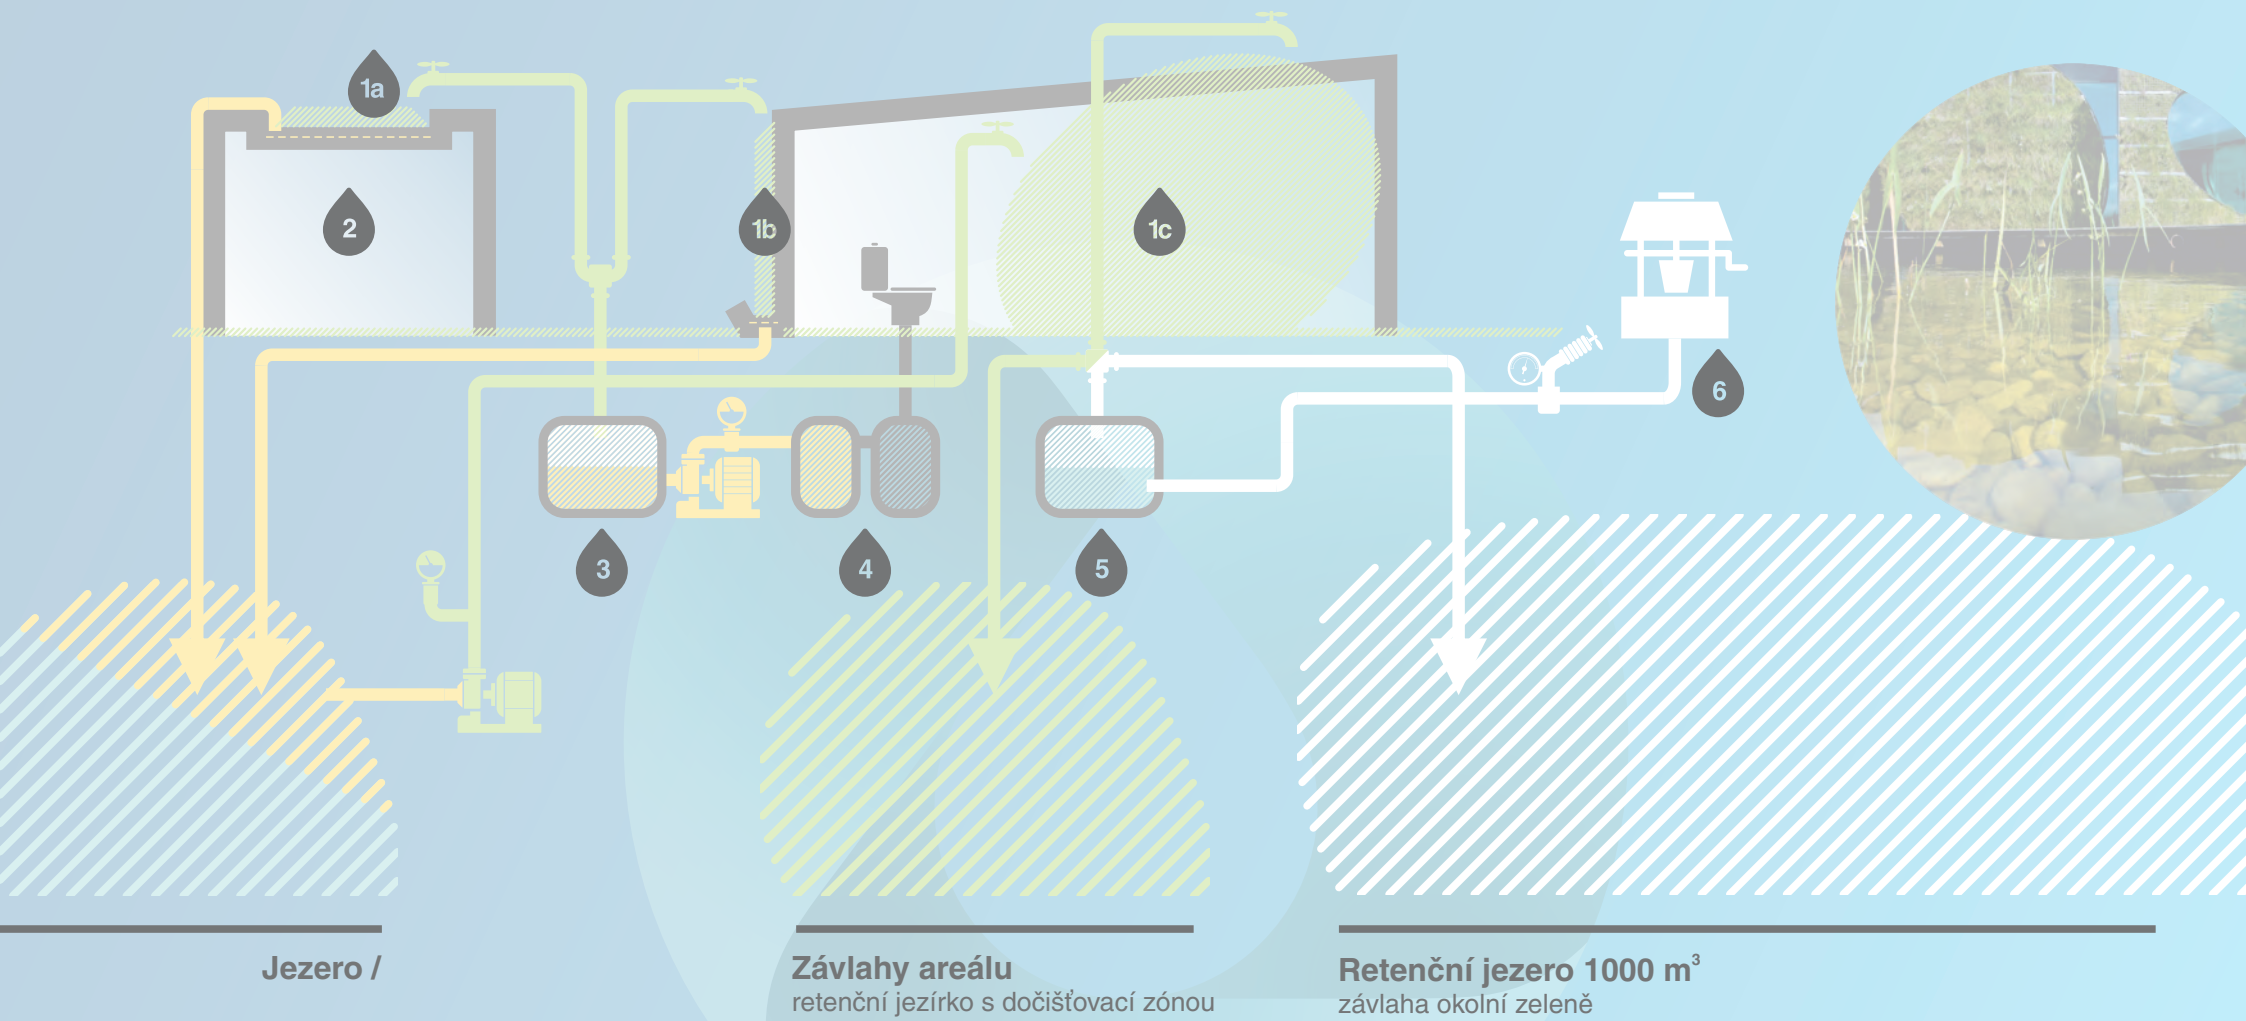 1a
2
1b
1c
6
3
4
5
Jezero /
Závlahy areálu
retenční jezírko s dočišťovací zónou
Retenční jezero 1000 m³
závlaha okolní zeleně